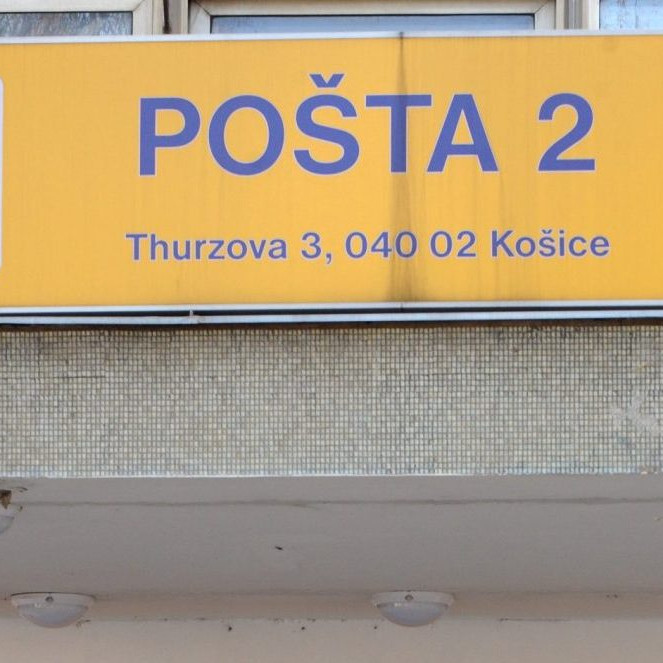 POŠTA 2
Thurzova 3, 040 02 Košice